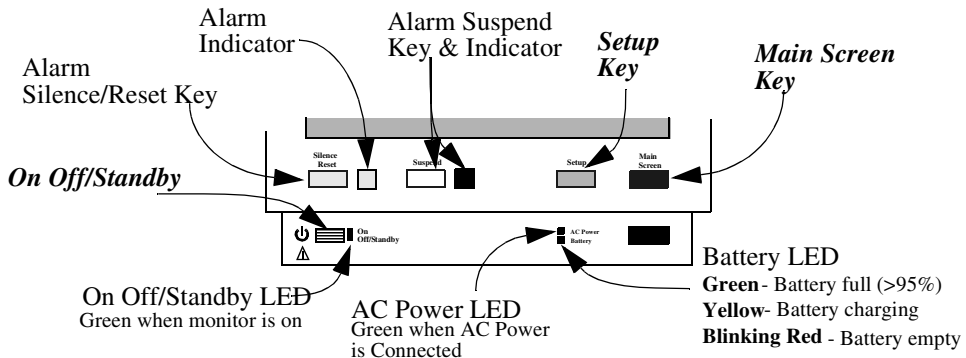 Alarm
Indicator
Alarm Suspend
Key & Indicator
Setup
Key
Main Screen
Key
Alarm
Silence/Reset Key
Silence
Reset
Suspend
Setup
Main
Screen
On Off/Standby
On
Off/Standby
AC Power
Battery
On Off/Standby LED
Green when monitor is on
AC Power LED
Green when AC Power
is Connected
Battery LED
Green - Battery full (>95%)
Yellow- Battery charging
Blinking Red - Battery empty